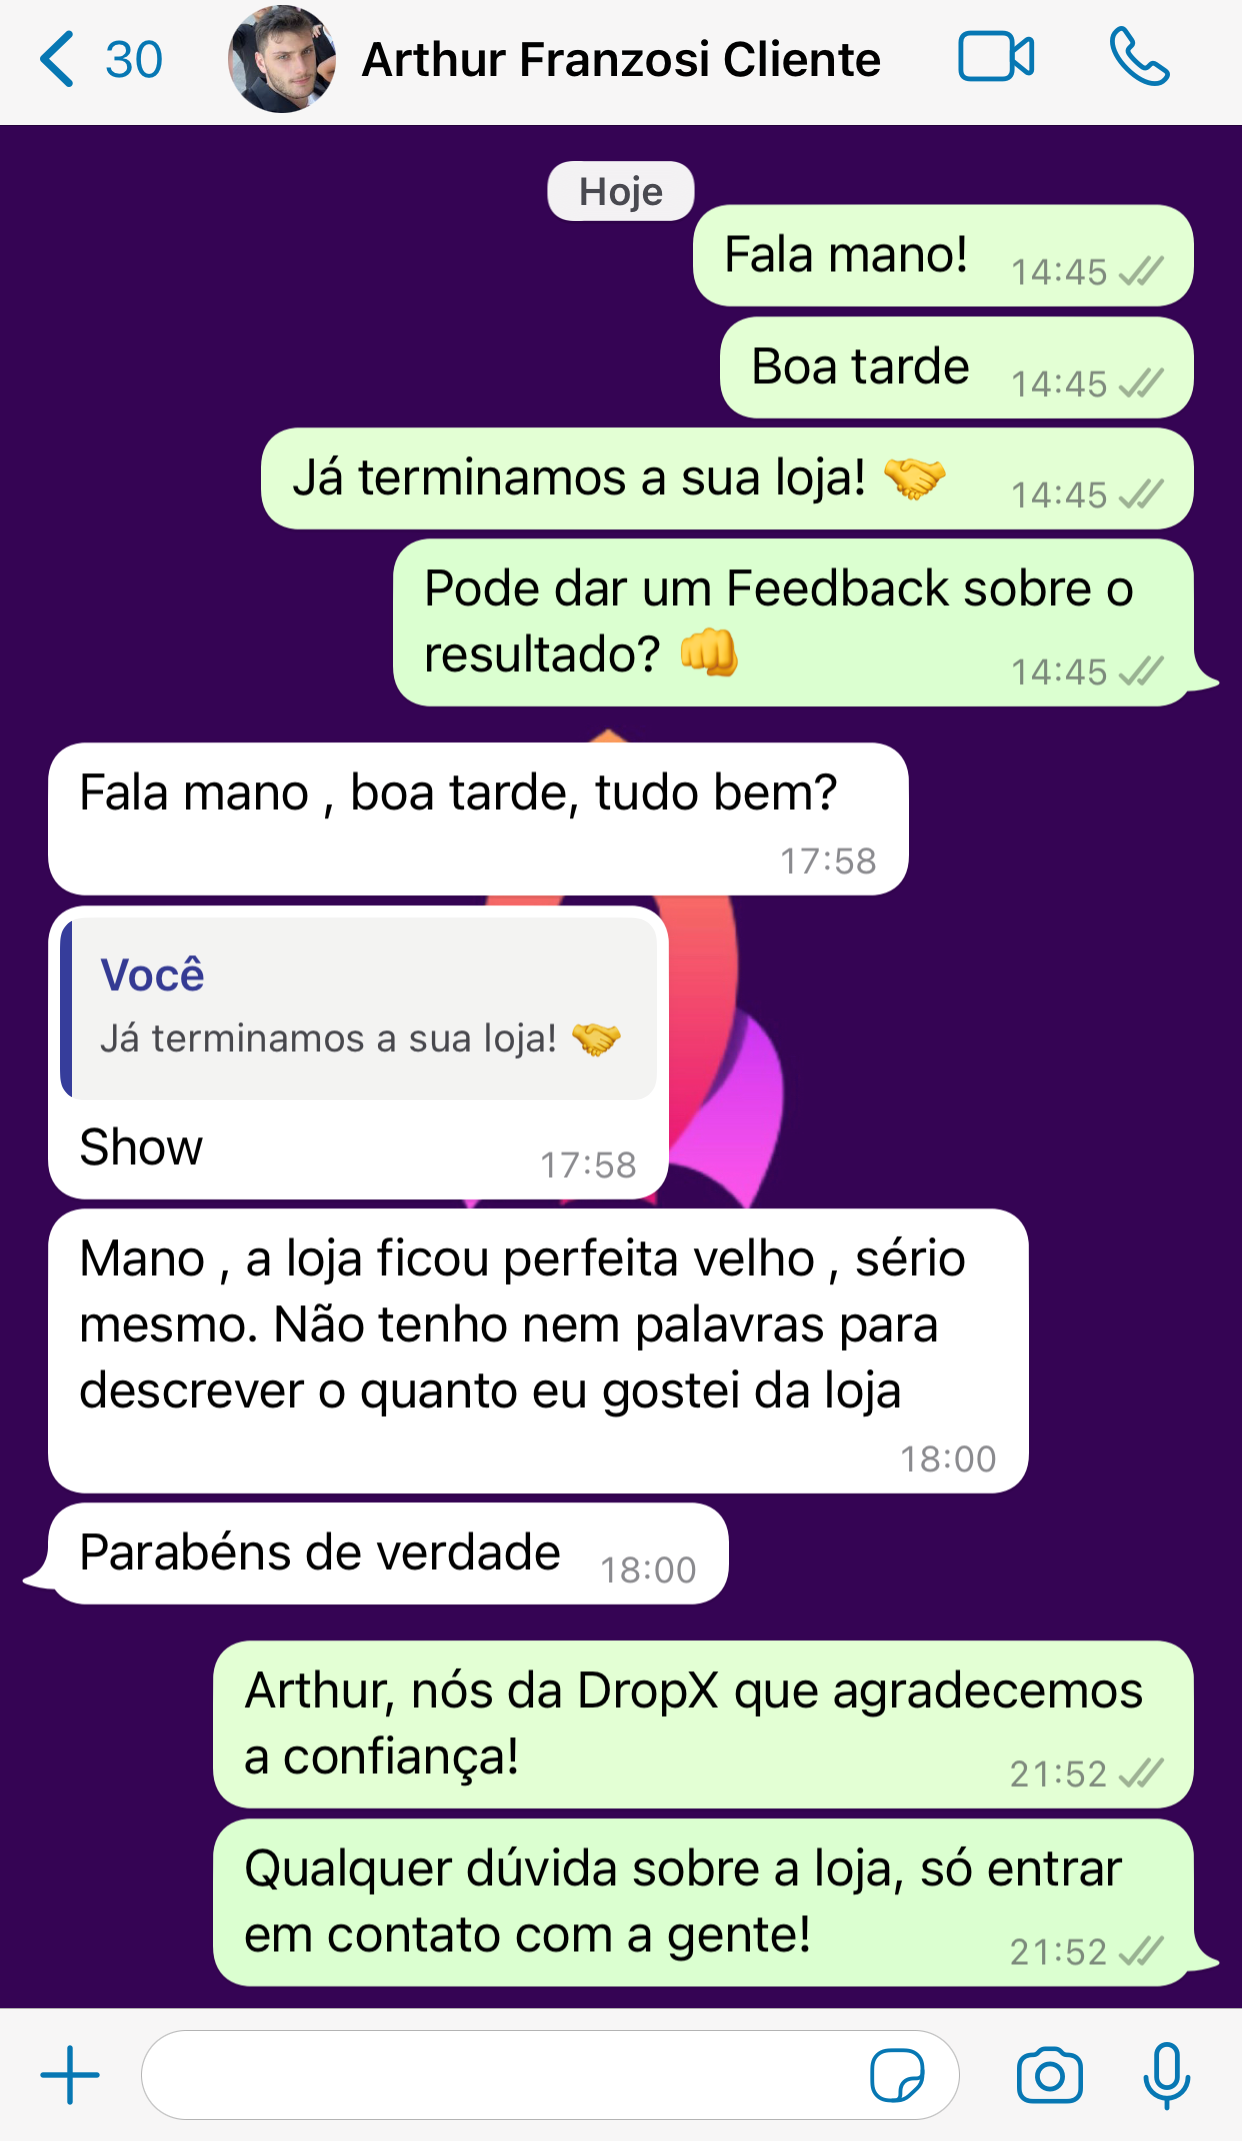 30
Arthur Franzosi Cliente
Hoje
Fala mano!
14:45
Boa tarde
14:45
Já terminamos a sua loja! 🤝
14:45
Pode dar um Feedback sobre o
resultado? 👊
14:45
Fala mano , boa tarde, tudo bem?
17:58
Você
Já terminamos a sua loja! 🤝
Show
17:58
Mano , a loja ficou perfeita velho , sério
mesmo. Não tenho nem palavras para
descrever o quanto eu gostei da loja
18:00
Parabéns de verdade
18:00
Arthur, nós da DropX que agradecemos
a confiança!
21:52
Qualquer dúvida sobre a loja, só entrar
em contato com a gente!
21:52